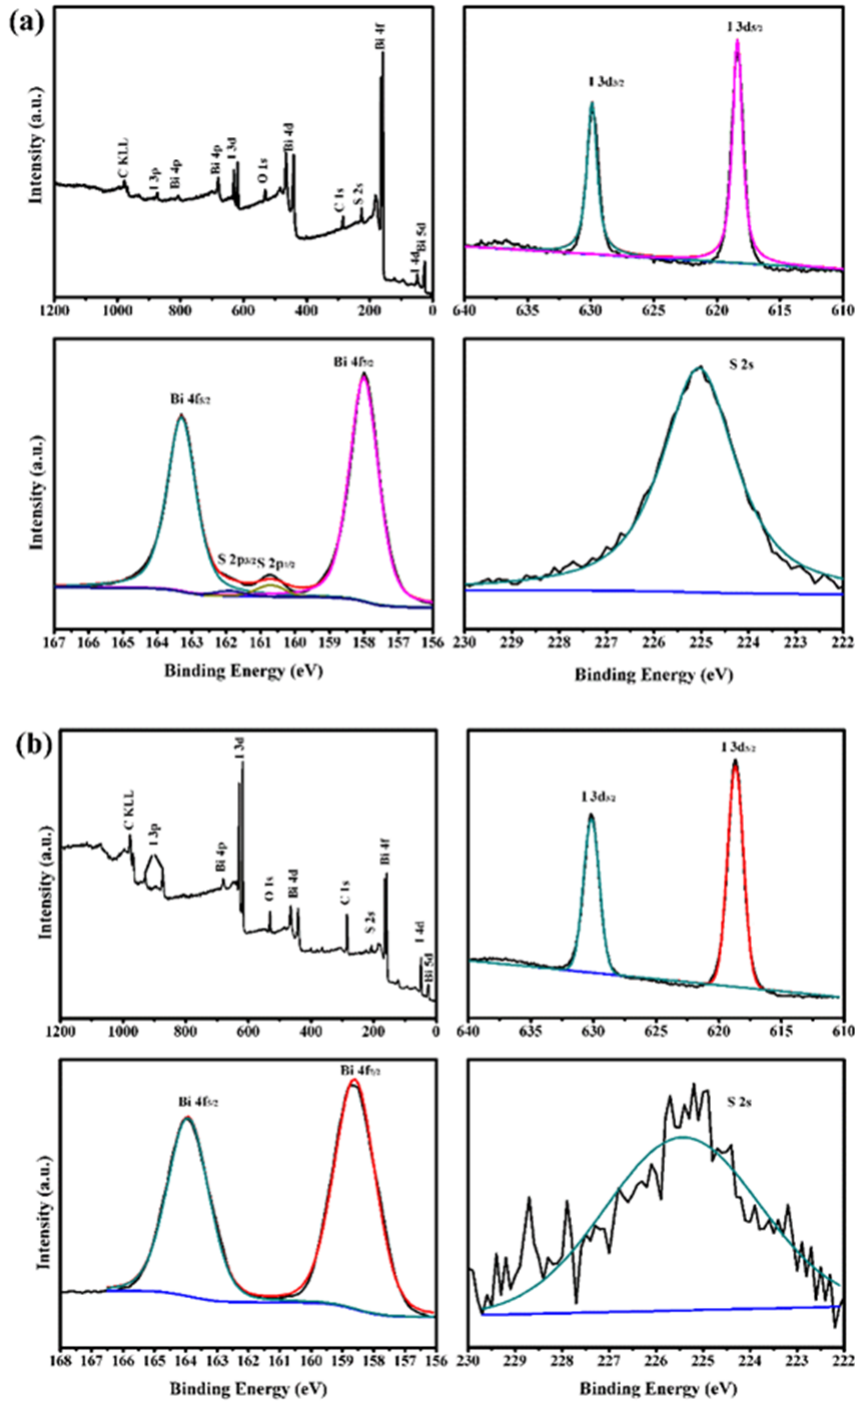 (a)
Intensity (a.u.)
C KLL
I 3p
Bi 4p
Bi 4p
I 3d
O 1s
Bi 4d
C 1s
S 2s
Bi 4f
I 4d
Bi 5d
1200 1000 800 600 400 200 0
I 3d3/2
I 3d5/2
640 635 630 625 620 615 610
Intensity (a.u.)
Bi 4f5/2
S 2p3/2
S 2p1/2
Bi 4f7/2
167 166 165 164 163 162 161 160 159 158 157 156
Binding Energy (eV)
S 2s
230 229 228 227 226 225 224 223 222
Binding Energy (eV)
(b)
Intensity (a.u.)
C KLL
I 3p
Bi 4p
I 3d
O 1s
Bi 4d
C 1s
S 2s
Bi 4f
I 4d
Bi 5d
1200 1000 800 600 400 200 0
I 3d3/2
I 3d5/2
640 635 630 625 620 615 610
Intensity (a.u.)
Bi 4f5/2
Bi 4f7/2
168 167 166 165 164 163 162 161 160 159 158 157 156
Binding Energy (eV)
S 2s
230 229 228 227 226 225 224 223 222
Binding Energy (eV)